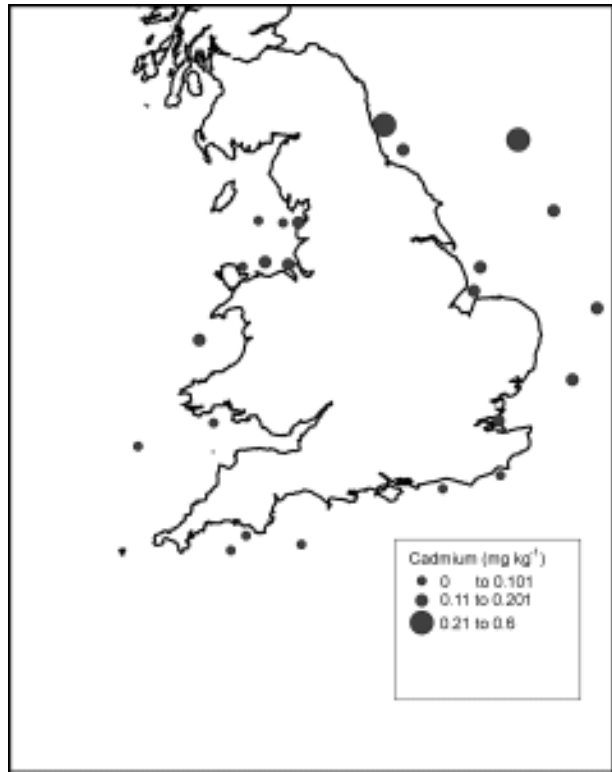 Cadmium (mg kg⁻¹)
0 to 0.101
0.11 to 0.201
0.21 to 0.6